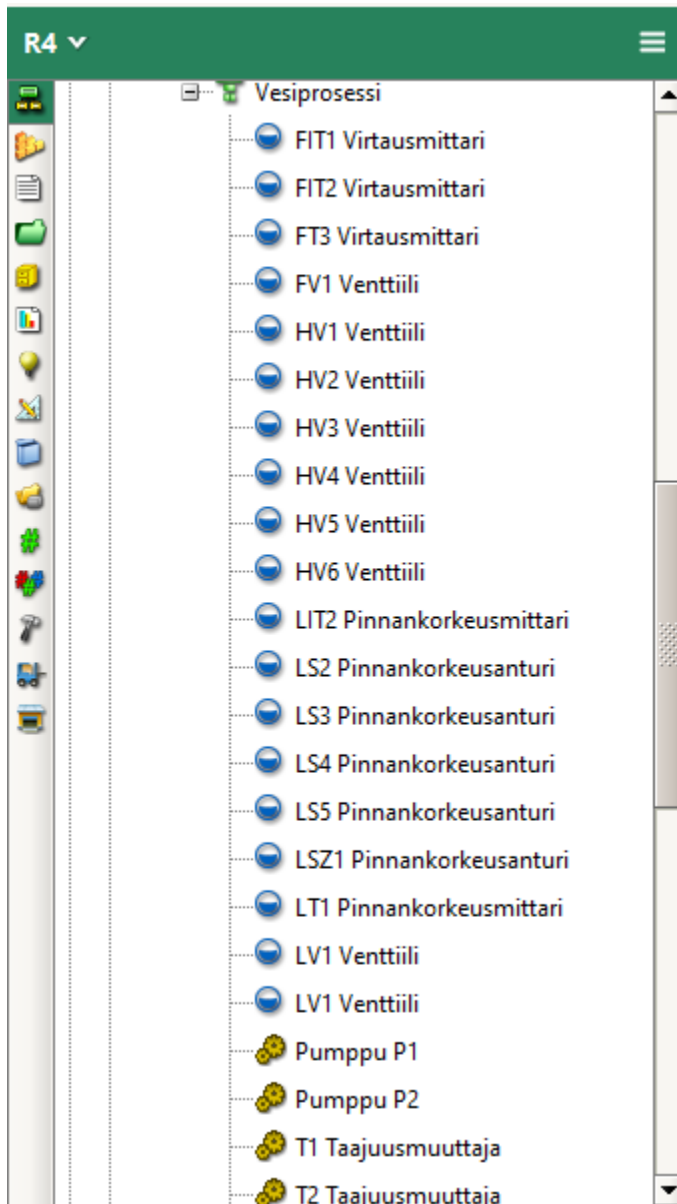 R4
Vesiprosessi
FIT1 Virtausmittari
FIT2 Virtausmittari
FT3 Virtausmittari
FV1 Venttiili
HV1 Venttiili
HV2 Venttiili
HV3 Venttiili
HV4 Venttiili
HV5 Venttiili
HV6 Venttiili
LIT2 Pinnankorkeusmittari
LS2 Pinnankorkeusanturi
LS3 Pinnankorkeusanturi
LS4 Pinnankorkeusanturi
LS5 Pinnankorkeusanturi
LSZ1 Pinnankorkeusanturi
LT1 Pinnankorkeusmittari
LV1 Venttiili
LV1 Venttiili
Pumppu P1
Pumppu P2
T1 Taajuusmuuttaja
T2 Taajuusmuuttaja